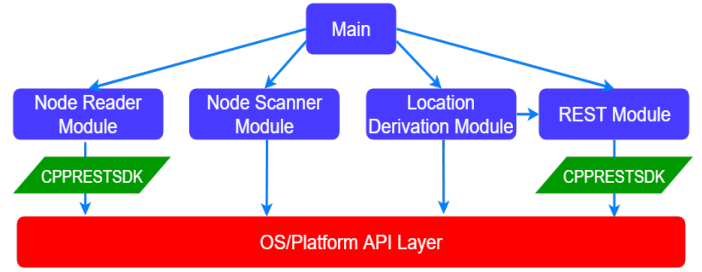 Main
Node Reader
Module
Node Scanner
Module
Location
Derivation Module
REST Module
CPPRESTSDK
CPPRESTSDK
OS/Platform API Layer